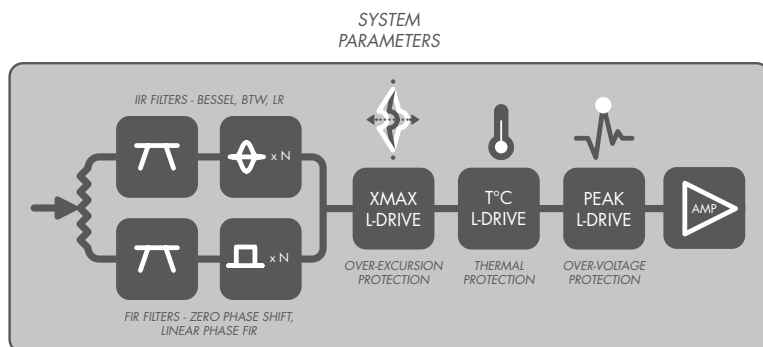 SYSTEM
PARAMETERS
IIR FILTERS - BESSEL, BTW, LR
x N
XMAX
L-DRIVE
T°C
L-DRIVE
PEAK
L-DRIVE
AMP
x N
OVER-EXCURSION
PROTECTION
THERMAL
PROTECTION
OVER-VOLTAGE
PROTECTION
FIR FILTERS - ZERO PHASE SHIFT,
LINEAR PHASE FIR